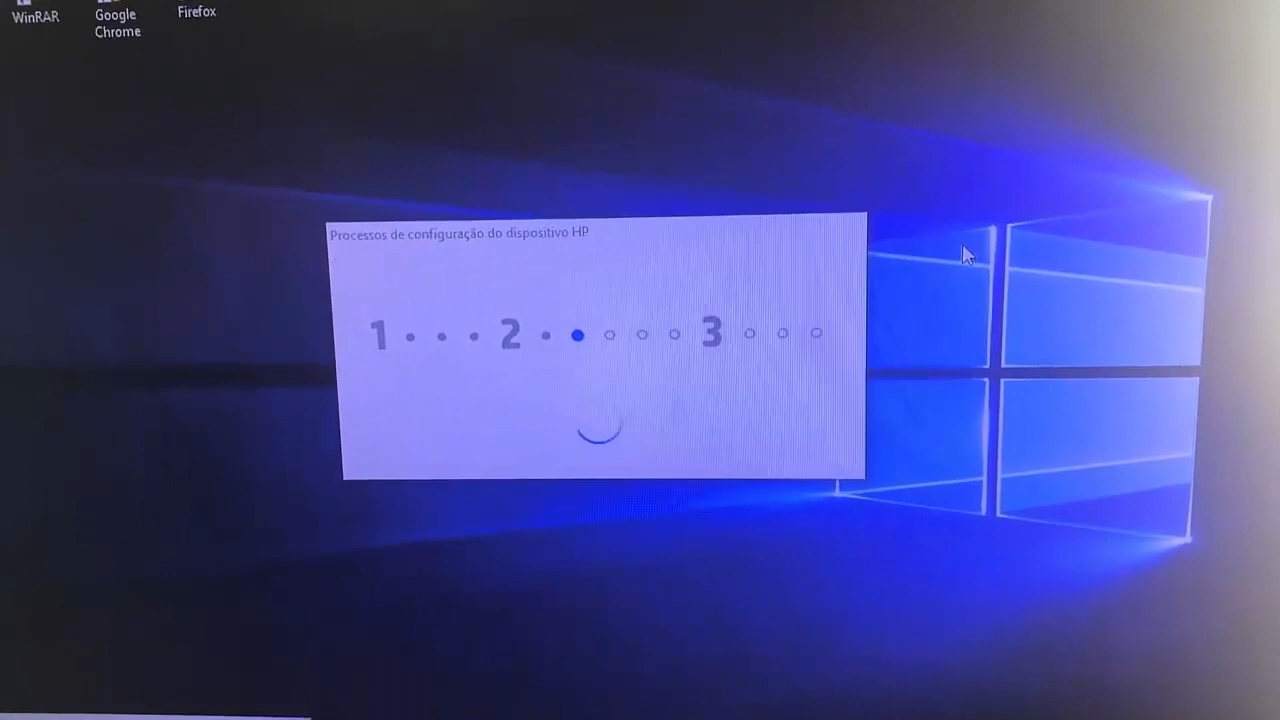 WinRAR
Google
Chrome
Firefox
Processos de configuração do dispositivo HP
1 2 3